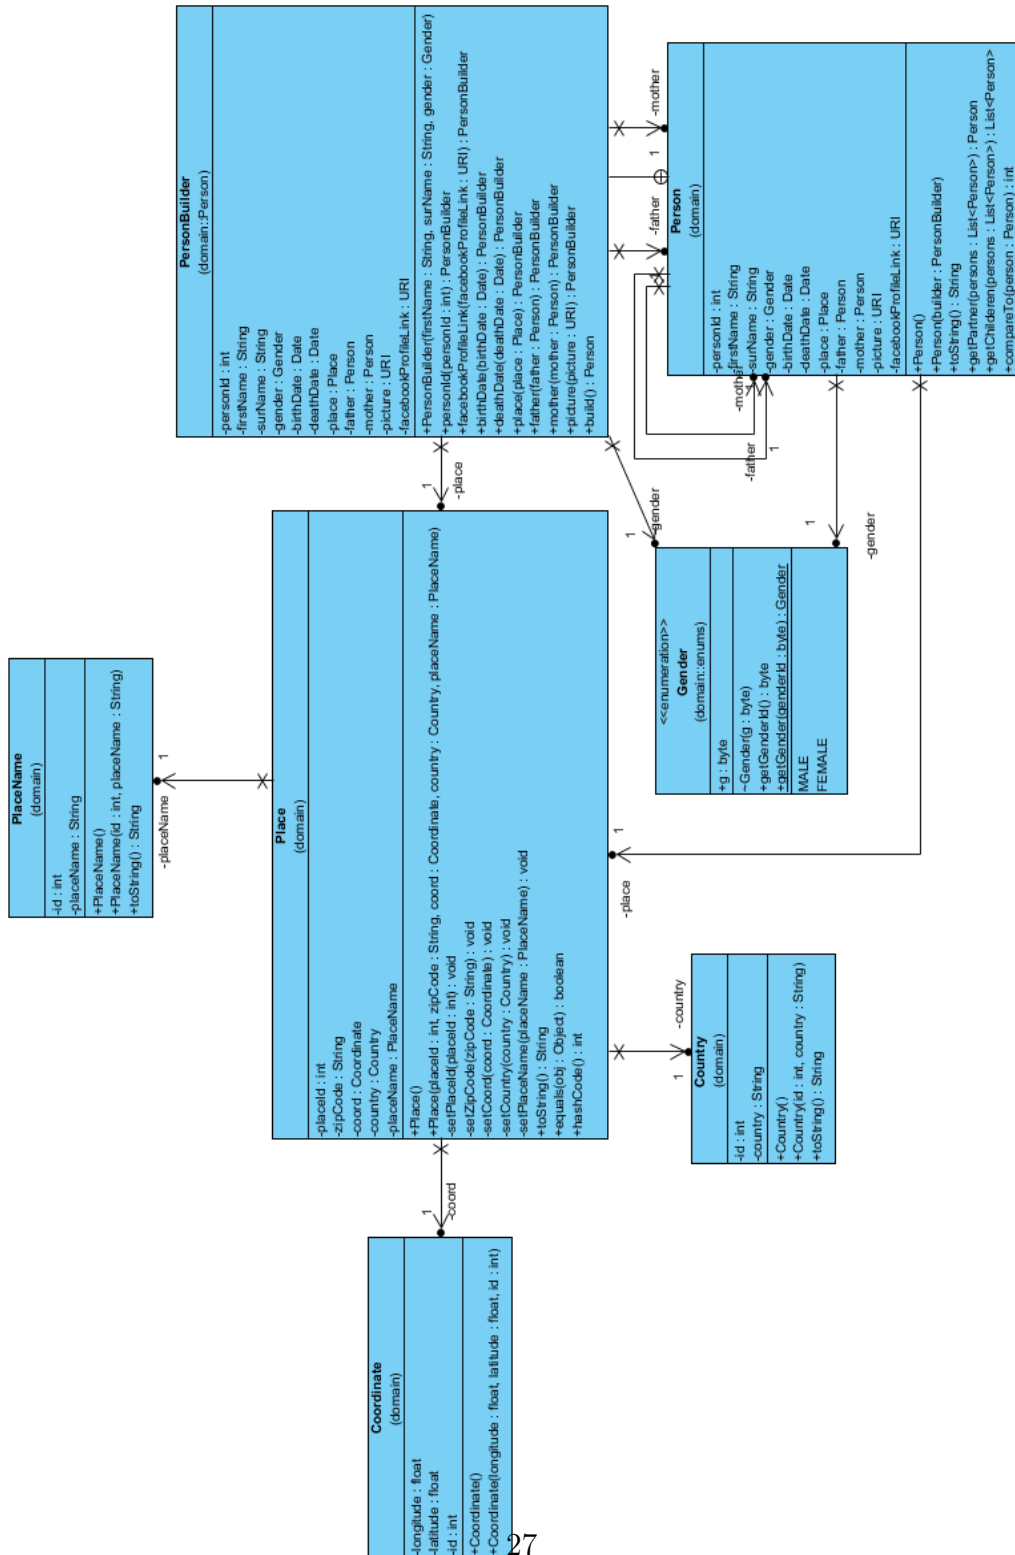 PersonBuilder
(domain::Person)
-personId : int
-firstName : String
-surName : String
-gender : Gender
-birthDate : Date
-deathDate : Date
-place : Place
-father : Person
-mother : Person
-picture : URI
-facebookProfileLink : URI
+PersonBuilder(firstName : String, surName : String, gender : Gender)
+personId(personId : int) : PersonBuilder
+facebookProfileLink(facebookProfileLink : URI) : PersonBuilder
+birthDate(birthDate : Date) : PersonBuilder
+deathDate(deathDate : Date) : PersonBuilder
+place(place : Place) : PersonBuilder
+father(father : Person) : PersonBuilder
+mother(mother : Person) : PersonBuilder
+picture(picture : URI) : PersonBuilder
+build() : Person
-father
1
-mother
Person
(domain)
-personId : int
-firstName : String
-surName : String
-gender : Gender
-birthDate : Date
-deathDate : Date
-place : Place
-father : Person
-mother : Person
-picture : URI
-facebookProfileLink : URI
+Person()
+Person(builder : PersonBuilder)
+toString() : String
+getPartner(persons : List<Person>) : Person
+getChildren(persons : List<Person>) : List<Person>
+compareTo(person : Person) : int
-mother
1
-father
1
1
-place
1
-gender
1
-gender
PlaceName
(domain)
-id : int
-placeName : String
+PlaceName()
+PlaceName(id : int, placeName : String)
+toString() : String
-placeName
1
Place
(domain)
-placeId : int
-zipCode : String
-coord : Coordinate
-country : Country
-placeName : PlaceName
+Place()
+Place(placeId : int, zipCode : String, coord : Coordinate, country : Country, placeName : PlaceName)
-setPlaceId(placeId : int) : void
-setZipCode(zipCode : String) : void
-setCoord(coord : Coordinate) : void
-setCountry(country : Country) : void
-setPlaceName(placeName : PlaceName) : void
+toString() : String
+equals(obj : Object) : boolean
+hashCode() : int
<<enumeration>>
Gender
(domain::enums)
+g : byte
~Gender(g : byte)
+getGenderId() : byte
+getGender(genderId : byte) : Gender
MALE
FEMALE
-place
1
1
-country
Country
(domain)
-id : int
-country : String
+Country()
+Country(id : int, country : String)
+toString() : String
1
-coord
Coordinate
(domain)
-longitude : float
-latitude : float
-id : int
+Coordinate()
+Coordinate(longitude : float, latitude : float, id : int)
27